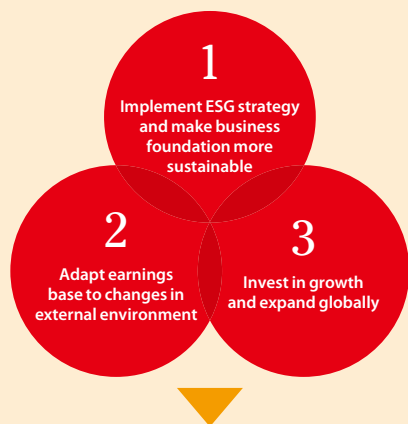 1
Implement ESG strategy
and make business
foundation more
sustainable
2
Adapt earnings
base to changes in
external environment
3
Invest in growth
and expand globally